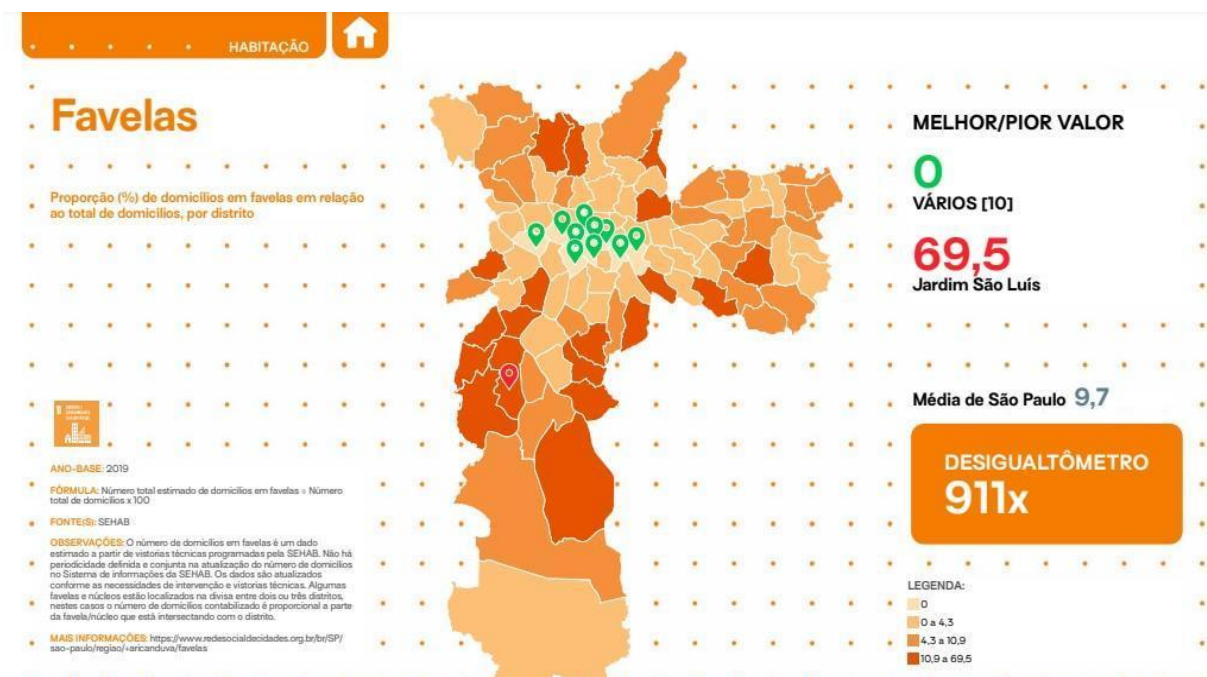 HABITAÇÃO
Favelas
Proporção (%) de domicílios em favelas em relação
ao total de domicílios, por distrito
ANO-BASE: 2019
FÓRMULA: Número total estimado de domicílios em favelas ÷ Número
total de domicílios x 100
FONTE(S): SEHAB
OBSERVAÇÕES: O número de domicílios em favelas é um dado
estimado a partir de vistorias técnicas programadas pela SEHAB. Não há
periodicidade definida e conjunta na atualização do número de domicílios
no Sistema de informações da SEHAB. Os dados são atualizados
conforme as necessidades de intervenção e vistorias técnicas. Algumas
favelas e núcleos estão localizados na divisa entre dois ou três distritos,
nestes casos o número de domicílios contabilizado é proporcional a parte
da favela/núcleo que está intersectando com o distrito.
MAIS INFORMAÇÕES: https://www.redesocialdecidades.org.br/br/SP/
sao-paulo/regiao/+aricanduva/favelas
MELHOR/PIOR VALOR
0
VÁRIOS [10]
69,5
Jardim São Luís
Média de São Paulo 9,7
DESIGUALTÔMETRO
911x
LEGENDA:
0
0 a 4,3
4,3 a 10,9
10,9 a 69,5